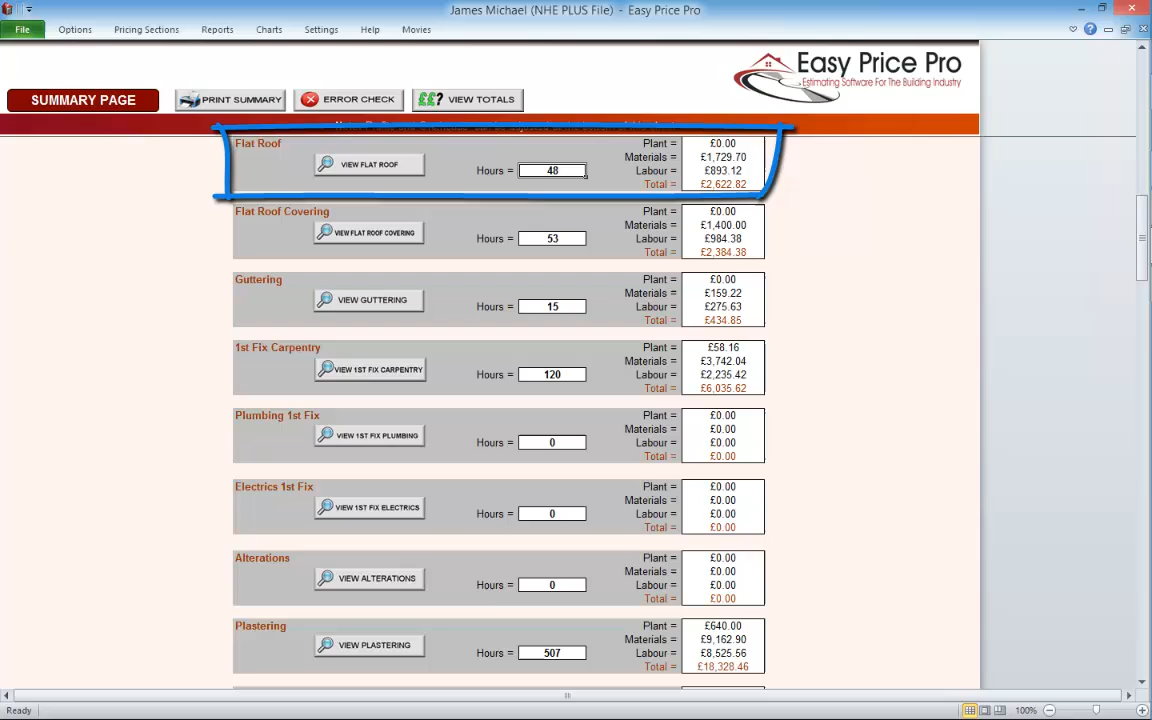 James Michael (NHE PLUS File) - Easy Price Pro
File Options Pricing Sections Reports Charts Settings Help Movies
Easy Price Pro
Estimating Software For The Building Industry
SUMMARY PAGE PRINT SUMMARY ERROR CHECK ££? VIEW TOTALS
Flat Roof Plant = £0.00
VIEW FLAT ROOF Materials = £1,729.70
Hours = 48 Labour = £893.12
Total = £2,622.82
Flat Roof Covering Plant = £0.00
VIEW FLAT ROOF COVERING Materials = £1,400.00
Hours = 53 Labour = £984.38
Total = £2,384.38
Guttering Plant = £0.00
VIEW GUTTERING Materials = £159.22
Hours = 15 Labour = £275.63
Total = £434.85
1st Fix Carpentry Plant = £58.16
VIEW 1ST FIX CARPENTRY Materials = £3,742.04
Hours = 120 Labour = £2,235.42
Total = £6,035.62
Plumbing 1st Fix Plant = £0.00
VIEW 1ST FIX PLUMBING Materials = £0.00
Hours = 0 Labour = £0.00
Total = £0.00
Electrics 1st Fix Plant = £0.00
VIEW 1ST FIX ELECTRICS Materials = £0.00
Hours = 0 Labour = £0.00
Total = £0.00
Alterations Plant = £0.00
VIEW ALTERATIONS Materials = £0.00
Hours = 0 Labour = £0.00
Total = £0.00
Plastering Plant = £640.00
VIEW PLASTERING Materials = £9,162.90
Hours = 507 Labour = £8,525.56
Total = £18,328.46
Ready 100%